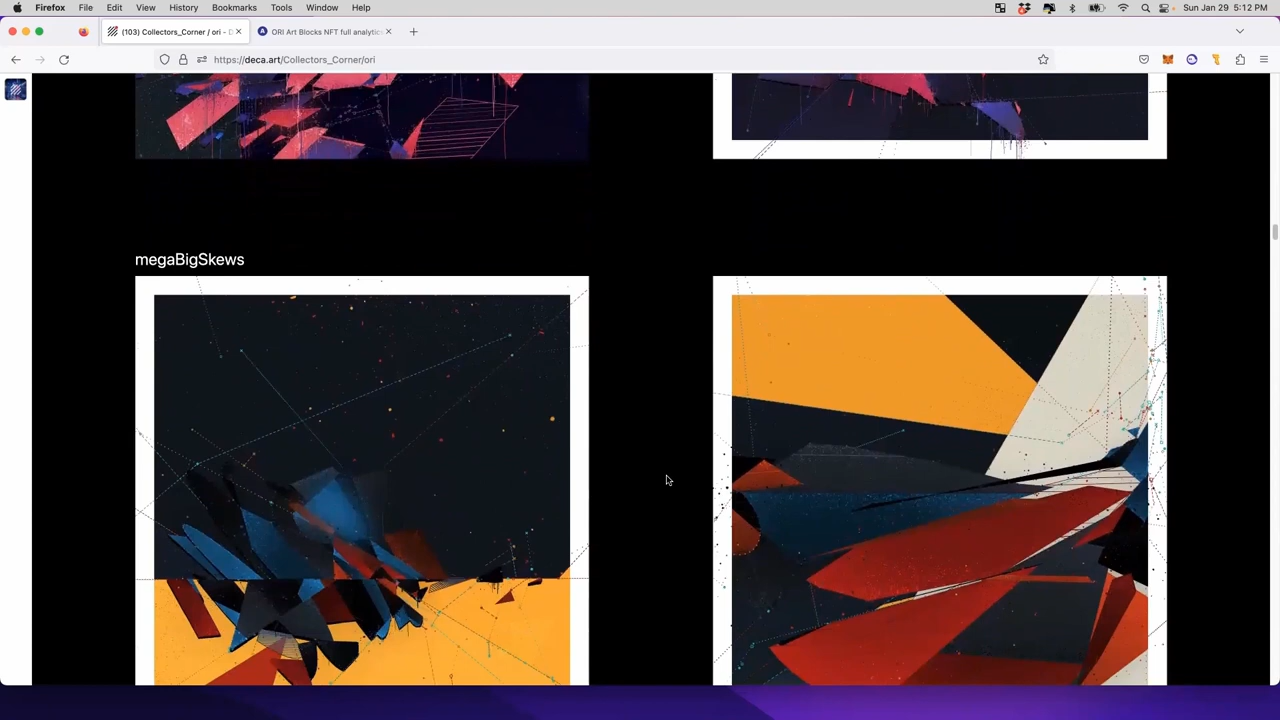 Firefox File Edit View History Bookmarks Tools Window Help Sun Jan 29 5:12 PM
(103) Collectors_Corner / ori - D
ORI Art Blocks NFT full analytics
https://deca.art/Collectors_Corner/ori
megaBigSkews